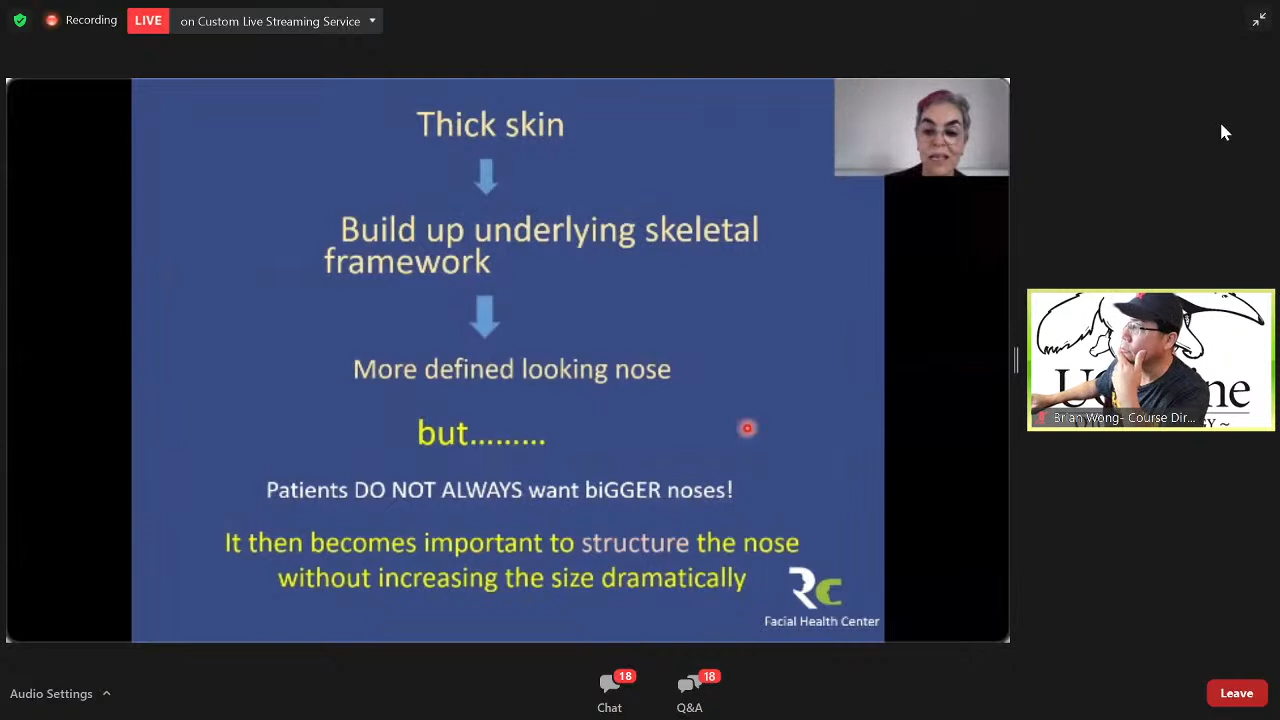 Recording
LIVE
on Custom Live Streaming Service
Thick skin
Build up underlying skeletal
framework
More defined looking nose
but.........
Patients DO NOT ALWAYS want biGGER noses!
It then becomes important to structure the nose
without increasing the size dramatically
RC
Facial Health Center
Brian Wong- Course Dir...
Audio Settings
18
Chat
18
Q&A
Leave